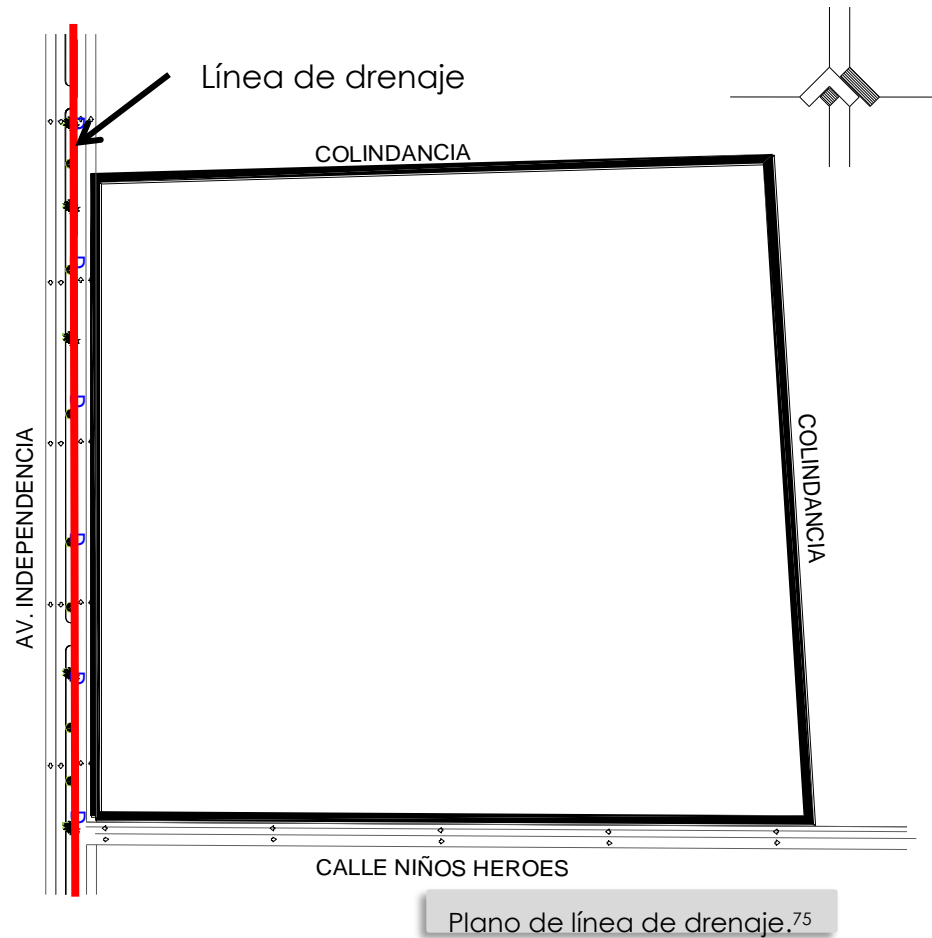 Línea de drenaje
COLINDANCIA
COLINDANCIA
AV. INDEPENDENCIA
D
D
D
D
D
D
CALLE NIÑOS HEROES
Plano de línea de drenaje.75